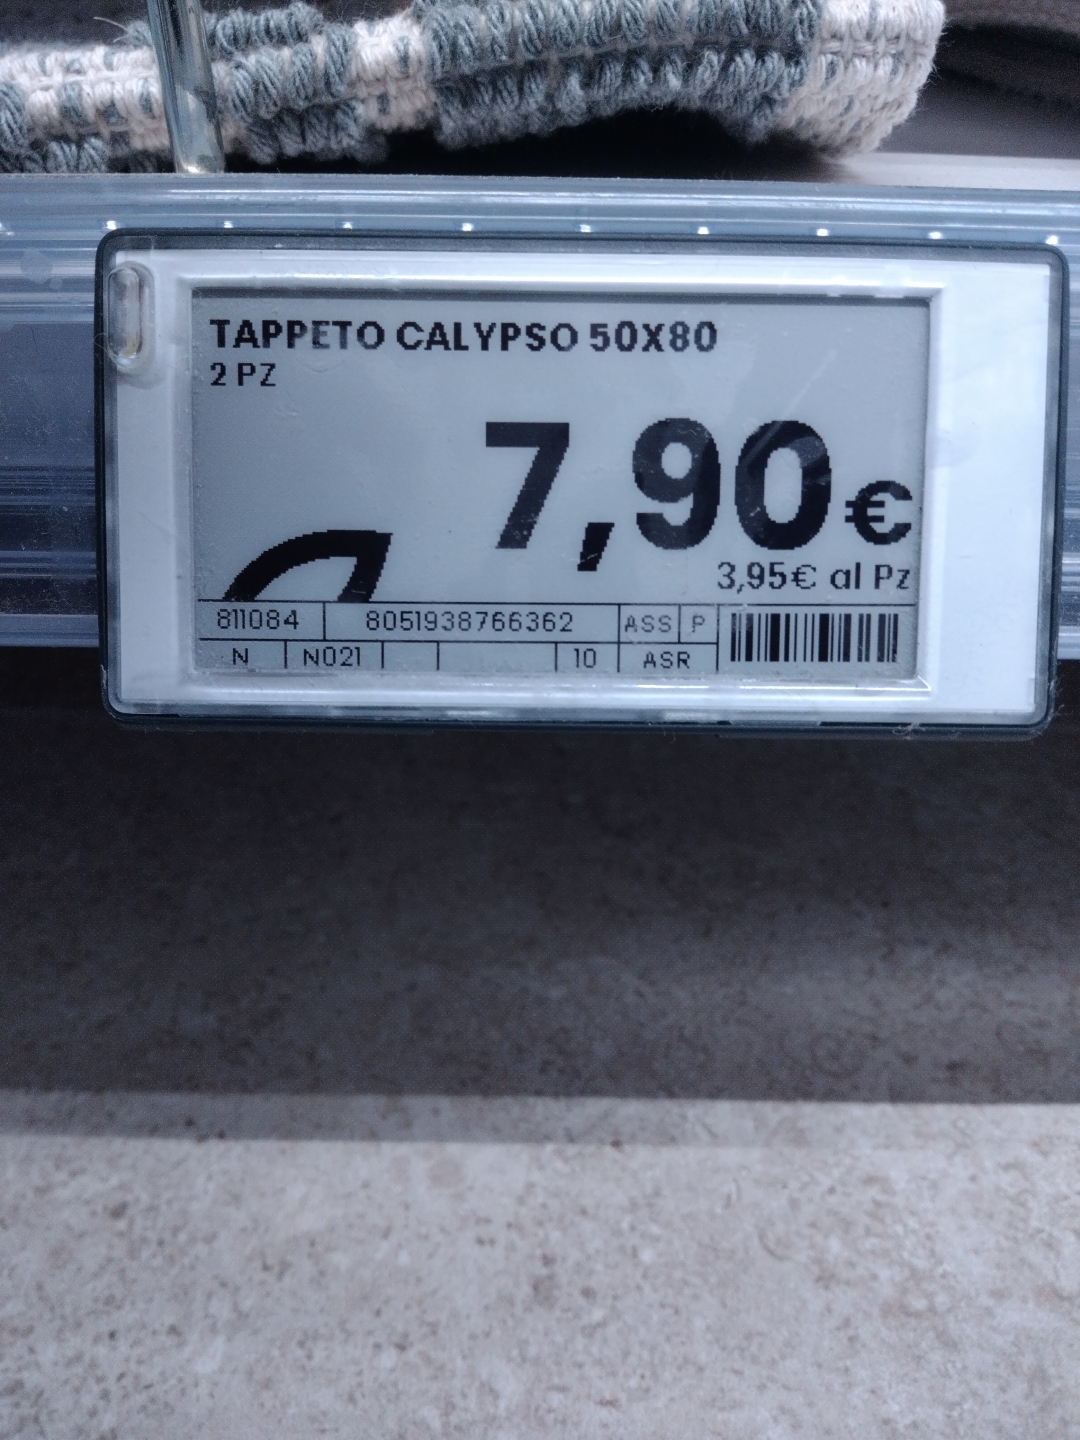 TAPPETO CALYPSO 50X80
2 PZ
7,90€
3,95€ al Pz
811084 8051938766362 ASS P
N N021 10 ASR